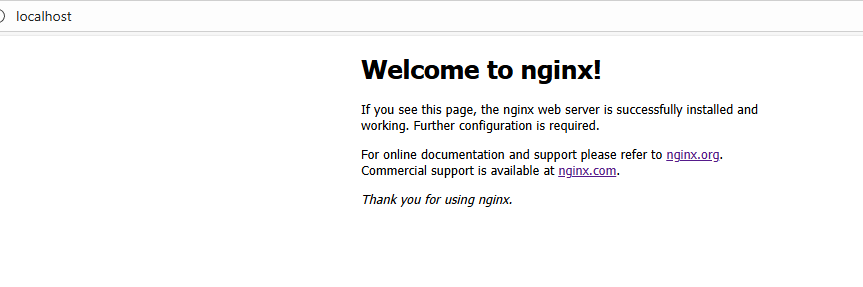 localhost
Welcome to nginx!
If you see this page, the nginx web server is successfully installed and
working. Further configuration is required.
For online documentation and support please refer to nginx.org.
Commercial support is available at nginx.com.
Thank you for using nginx.